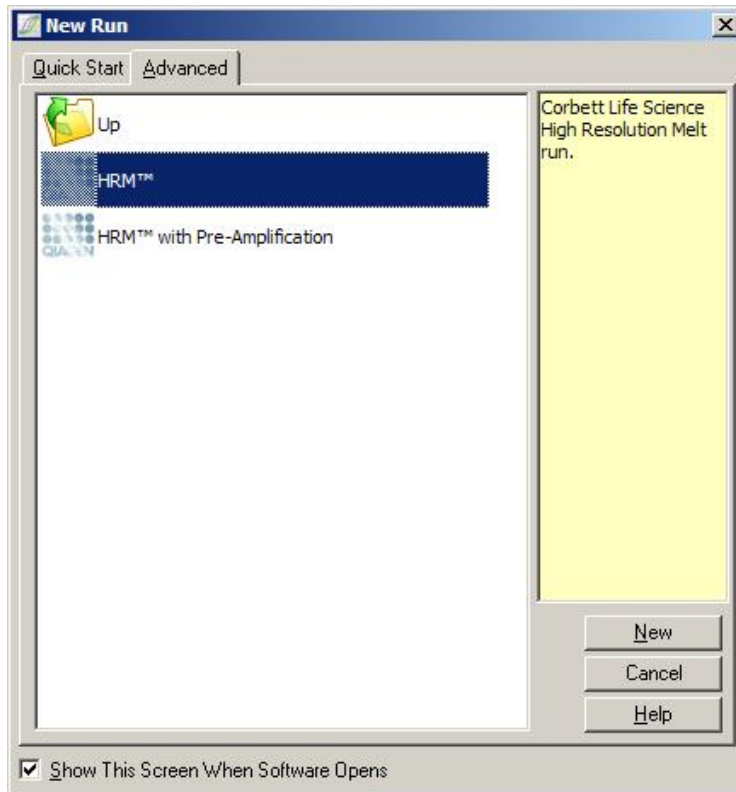 New Run
Quick Start Advanced
Up
HRM™
QIAGEN
HRM™ with Pre-Amplification
Corbett Life Science
High Resolution Melt
run.
New
Cancel
Help
Show This Screen When Software Opens